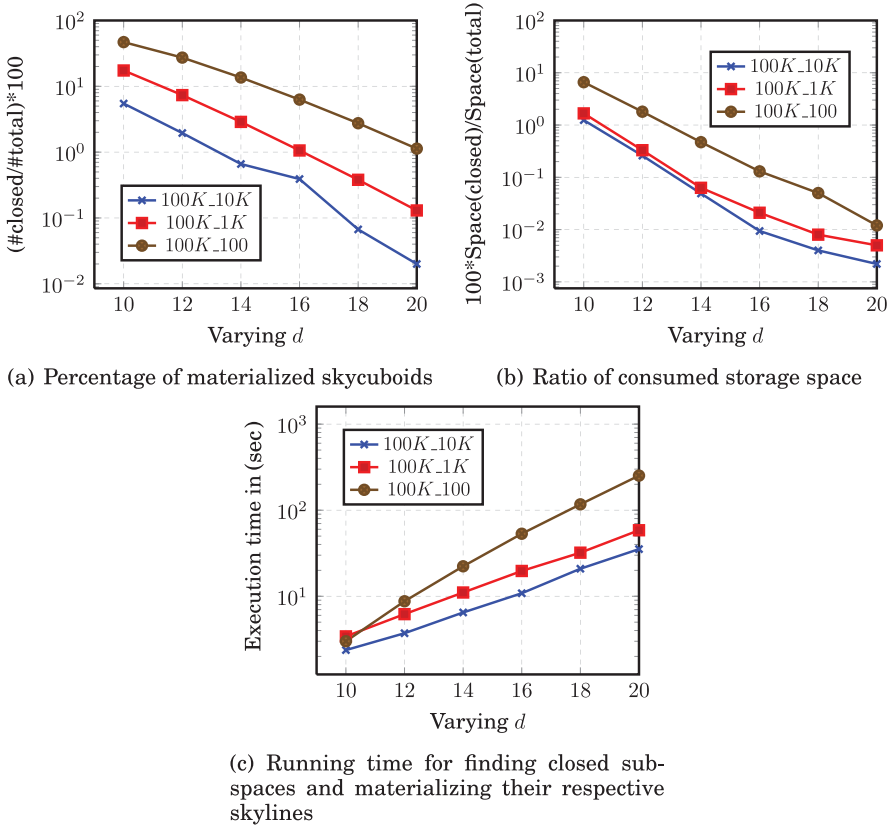 (#closed/#total)*100
10^2
10^1
10^0
10^{-1}
10^{-2}
100K_10K
100K_1K
100K_100
10 12 14 16 18 20
Varying d
(a) Percentage of materialized skycuboids
100*Space(closed)/Space(total)
10^2
10^1
10^0
10^{-1}
10^{-2}
10^{-3}
100K_10K
100K_1K
100K_100
10 12 14 16 18 20
Varying d
(b) Ratio of consumed storage space
Execution time in (sec)
10^3
10^2
10^1
100K_10K
100K_1K
100K_100
10 12 14 16 18 20
Varying d
(c) Running time for finding closed sub-
spaces and materializing their respective
skylines